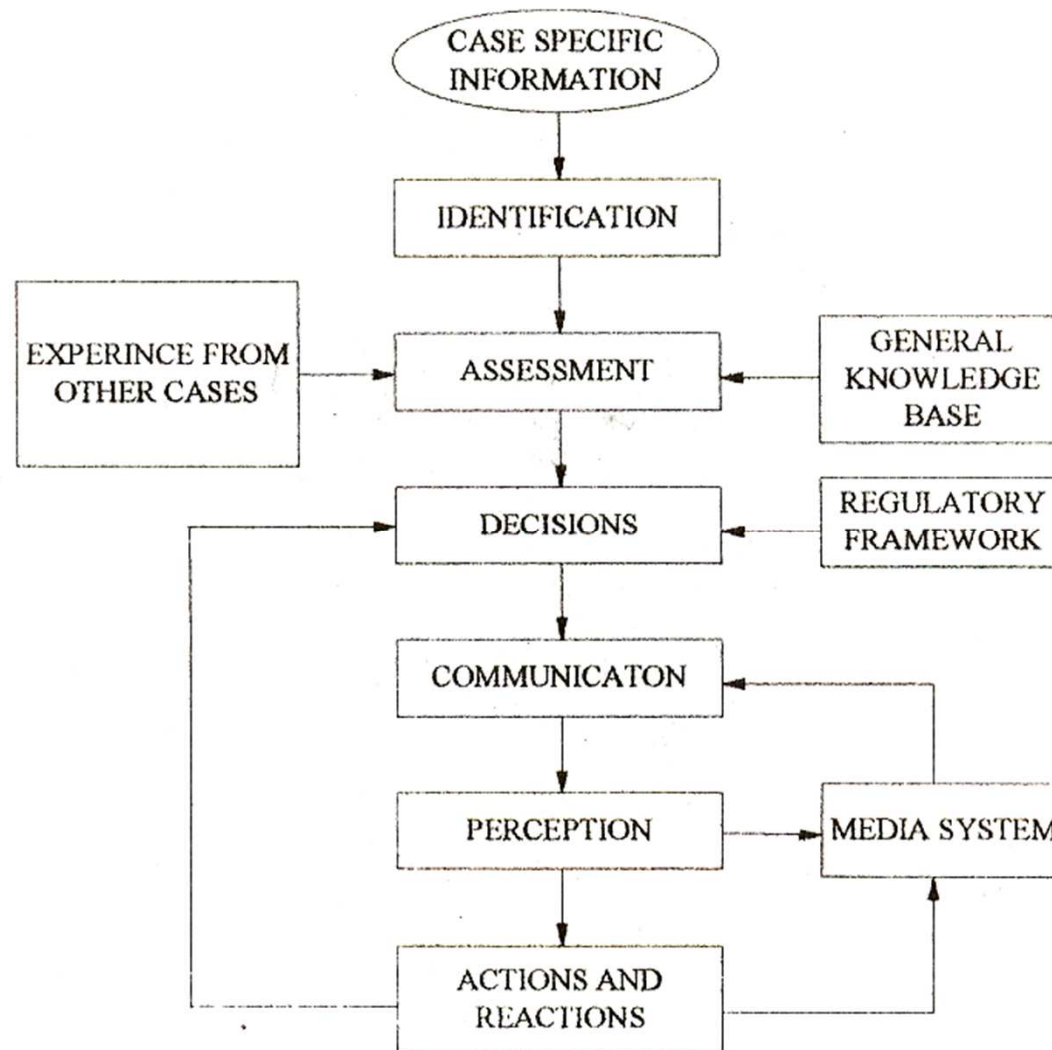 CASE SPECIFIC
INFORMATION
IDENTIFICATION
EXPERINCE FROM
OTHER CASES
ASSESSMENT
GENERAL
KNOWLEDGE
BASE
DECISIONS
REGULATORY
FRAMEWORK
COMMUNICATON
PERCEPTION
MEDIA SYSTEM
ACTIONS AND
REACTIONS